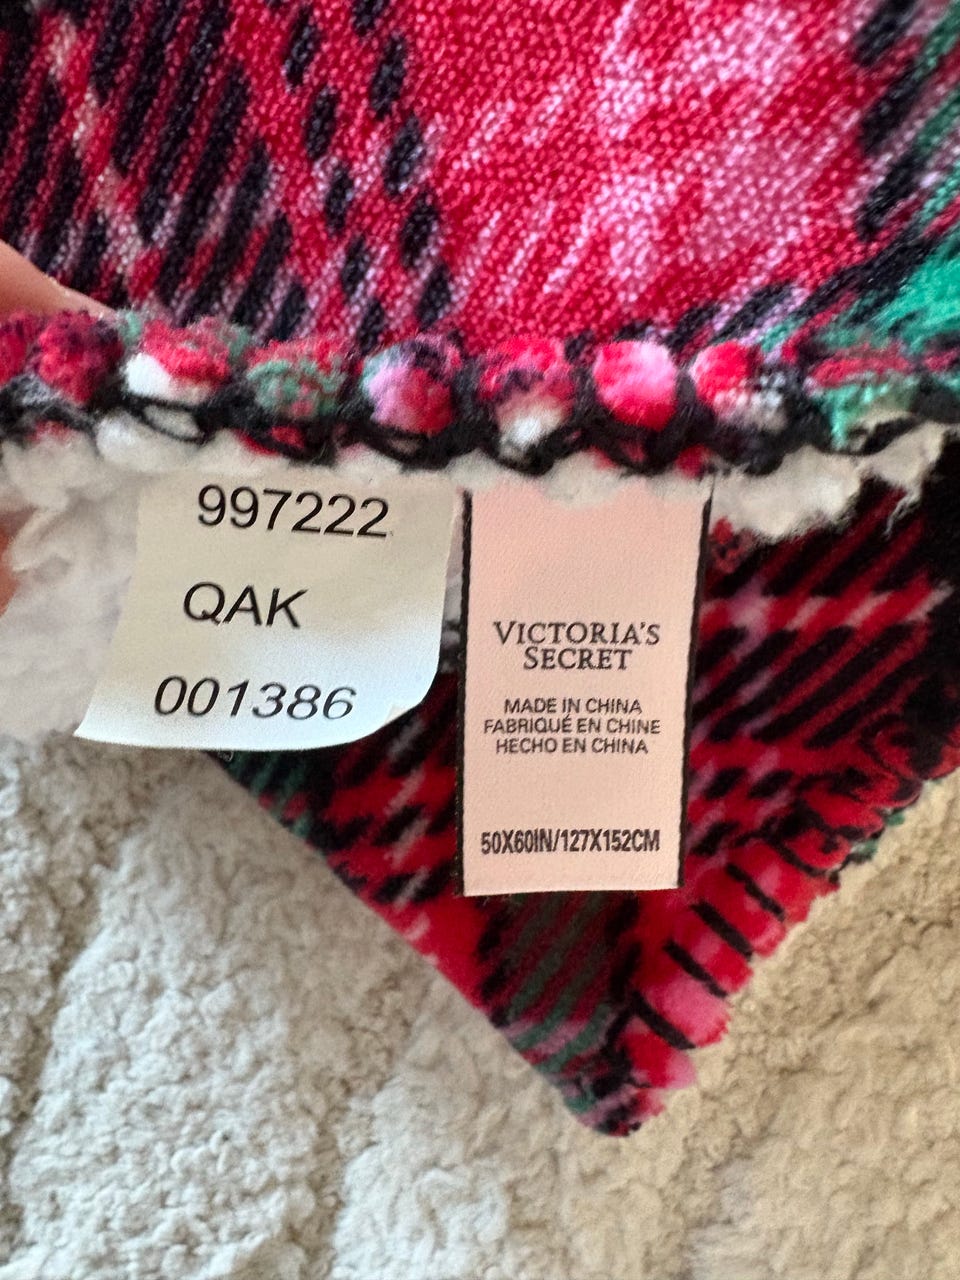 997222
QAK
001386
VICTORIA'S
SECRET
MADE IN CHINA
FABRIQUÉ EN CHINE
HECHO EN CHINA
50X60IN/127X152CM